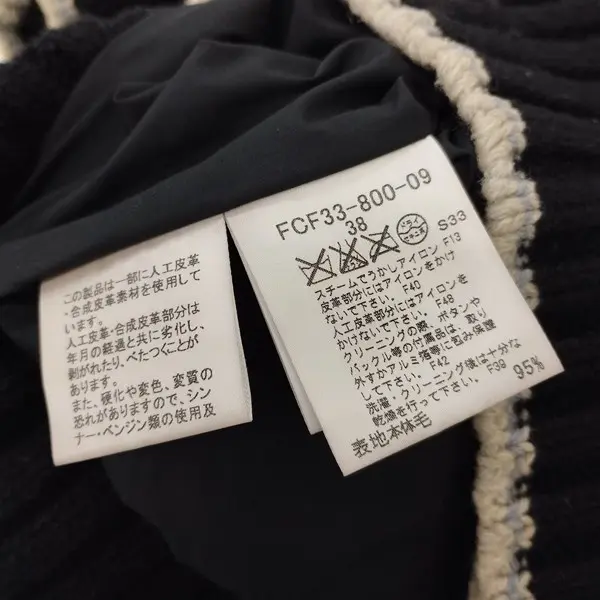 この製品は一部に人工皮革
・合成皮革素材を使用して
います。
人工皮革・合成皮革部分は
年月の経過と共に劣化し、
剥がれたり、べたつくことが
あります。
また、硬化や変色、変質の
恐れがありますので、シン
ナー・ベンジン類の使用及
FCF33-800-09
38
ドライ
S33
スチームでうかしアイロン F13
皮革部分にはアイロンをかけ
ないで下さい。 F40
人工皮革部分にはアイロンを
かけないで下さい。 F48
クリーニングの際、ボタンや
バックル等の付属品は、取り
外すかアルミ箔等に包み保護
して下さい。 F42
洗濯、クリーニング後は十分な
乾燥を行って下さい。 F39
表地本体毛 95%